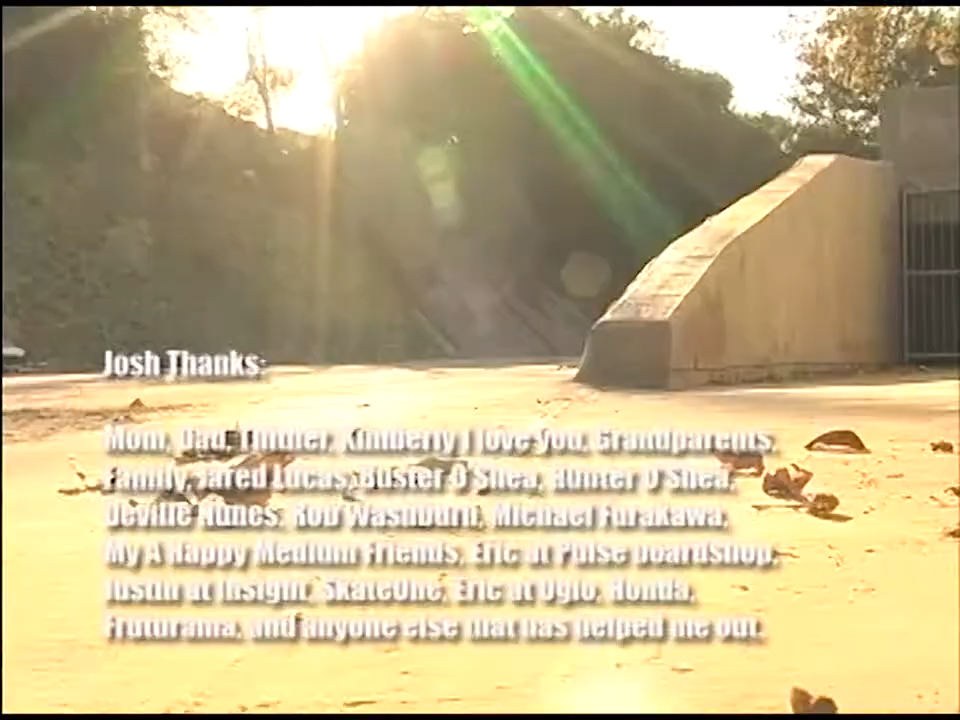 Josh Thanks:
Mom, Dad, Kimberly I love You, Grandparents,
Family, Jared Lucas, Buster O'Shea, Hunter O'Shea,
Deville Nunes, Rob Washburn, Michael Furakawa,
My A Happy Medium Friends, Eric at Pulse boardshop,
Justin at Insight, SkateOne, Eric at Oglo, Honda,
Fruturama, and anyone else that has helped me out.